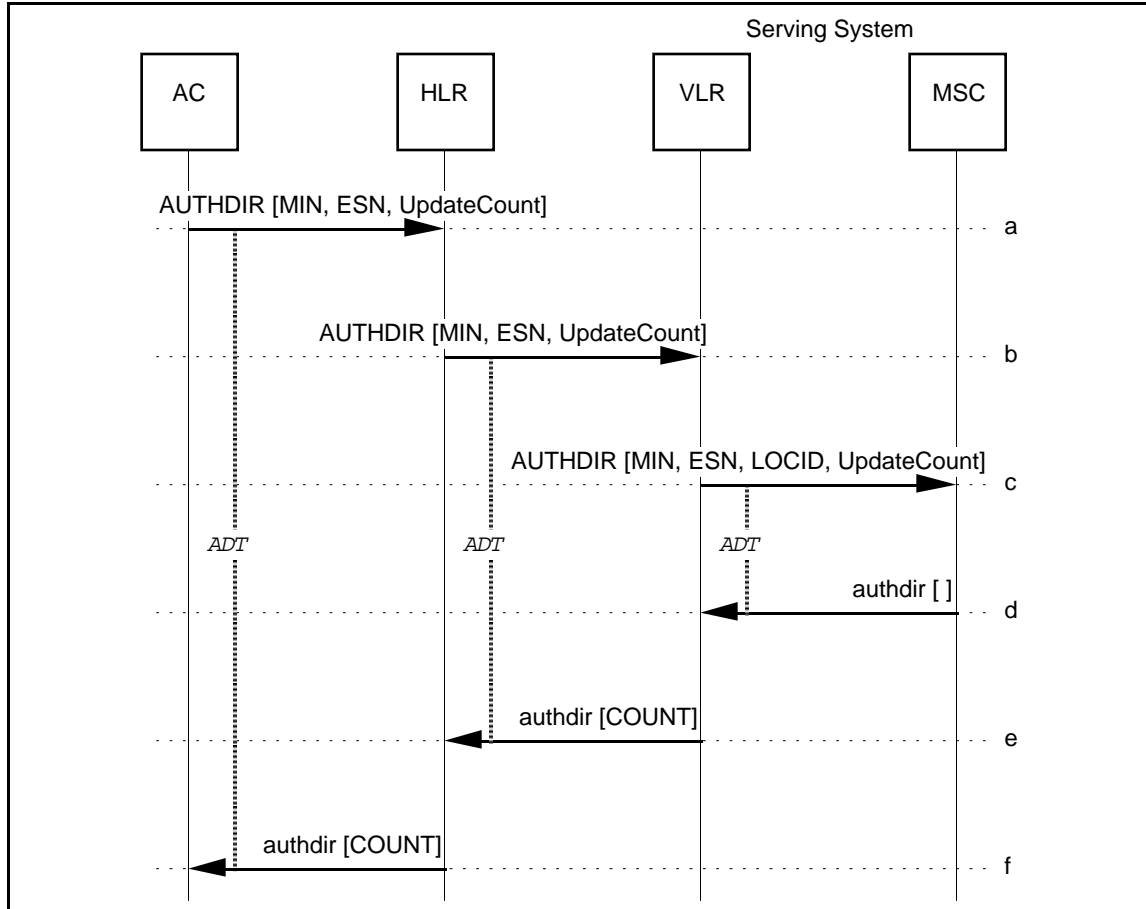 Serving System
AC
HLR
VLR
MSC
AUTHDIR [MIN, ESN, UpdateCount]
a
AUTHDIR [MIN, ESN, UpdateCount]
b
AUTHDIR [MIN, ESN, LOCID, UpdateCount]
c
ADT
ADT
ADT
authdir [ ]
d
authdir [COUNT]
e
authdir [COUNT]
f